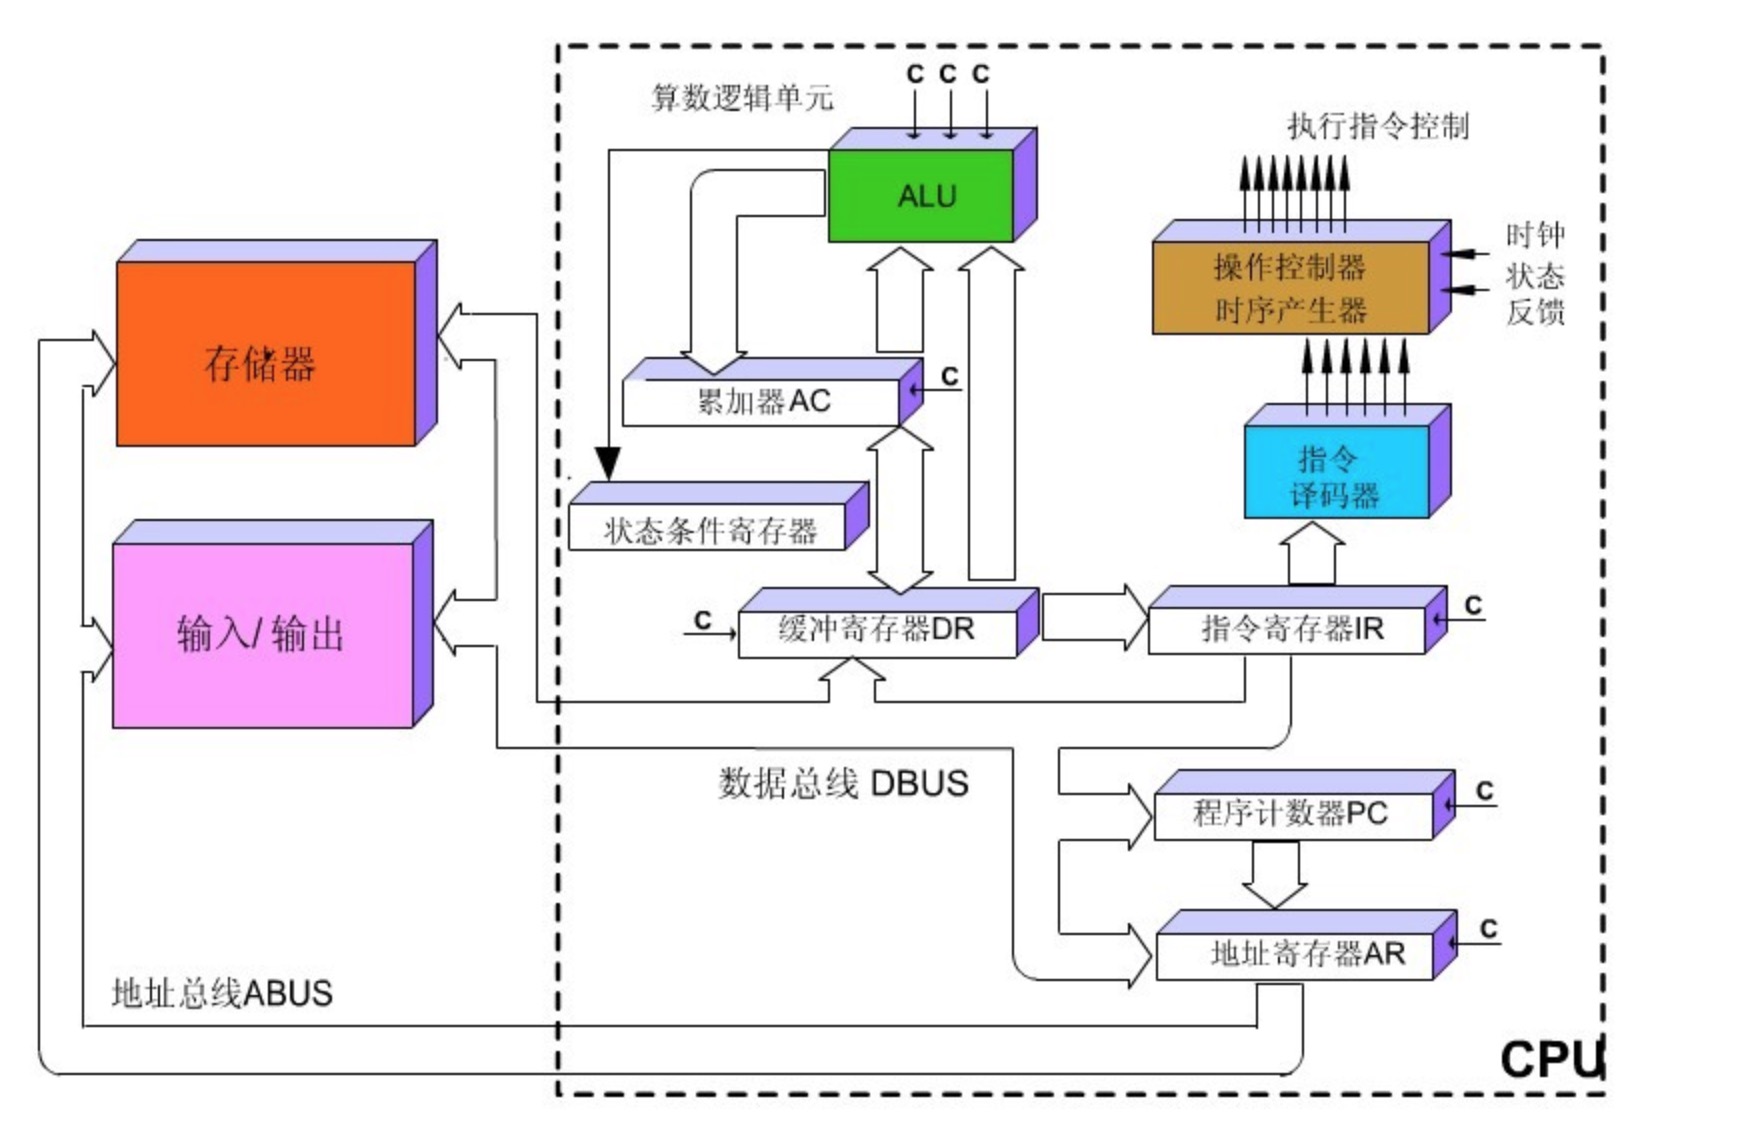 C C C
算数逻辑单元
执行指令控制
ALU
操作控制器
时序产生器
时钟
状态
反馈
存储器
累加器AC
C
指令
译码器
状态条件寄存器
输入/输出
C
缓冲寄存器DR
指令寄存器IR
C
数据总线 DBUS
程序计数器PC
C
地址寄存器AR
C
地址总线ABUS
CPU